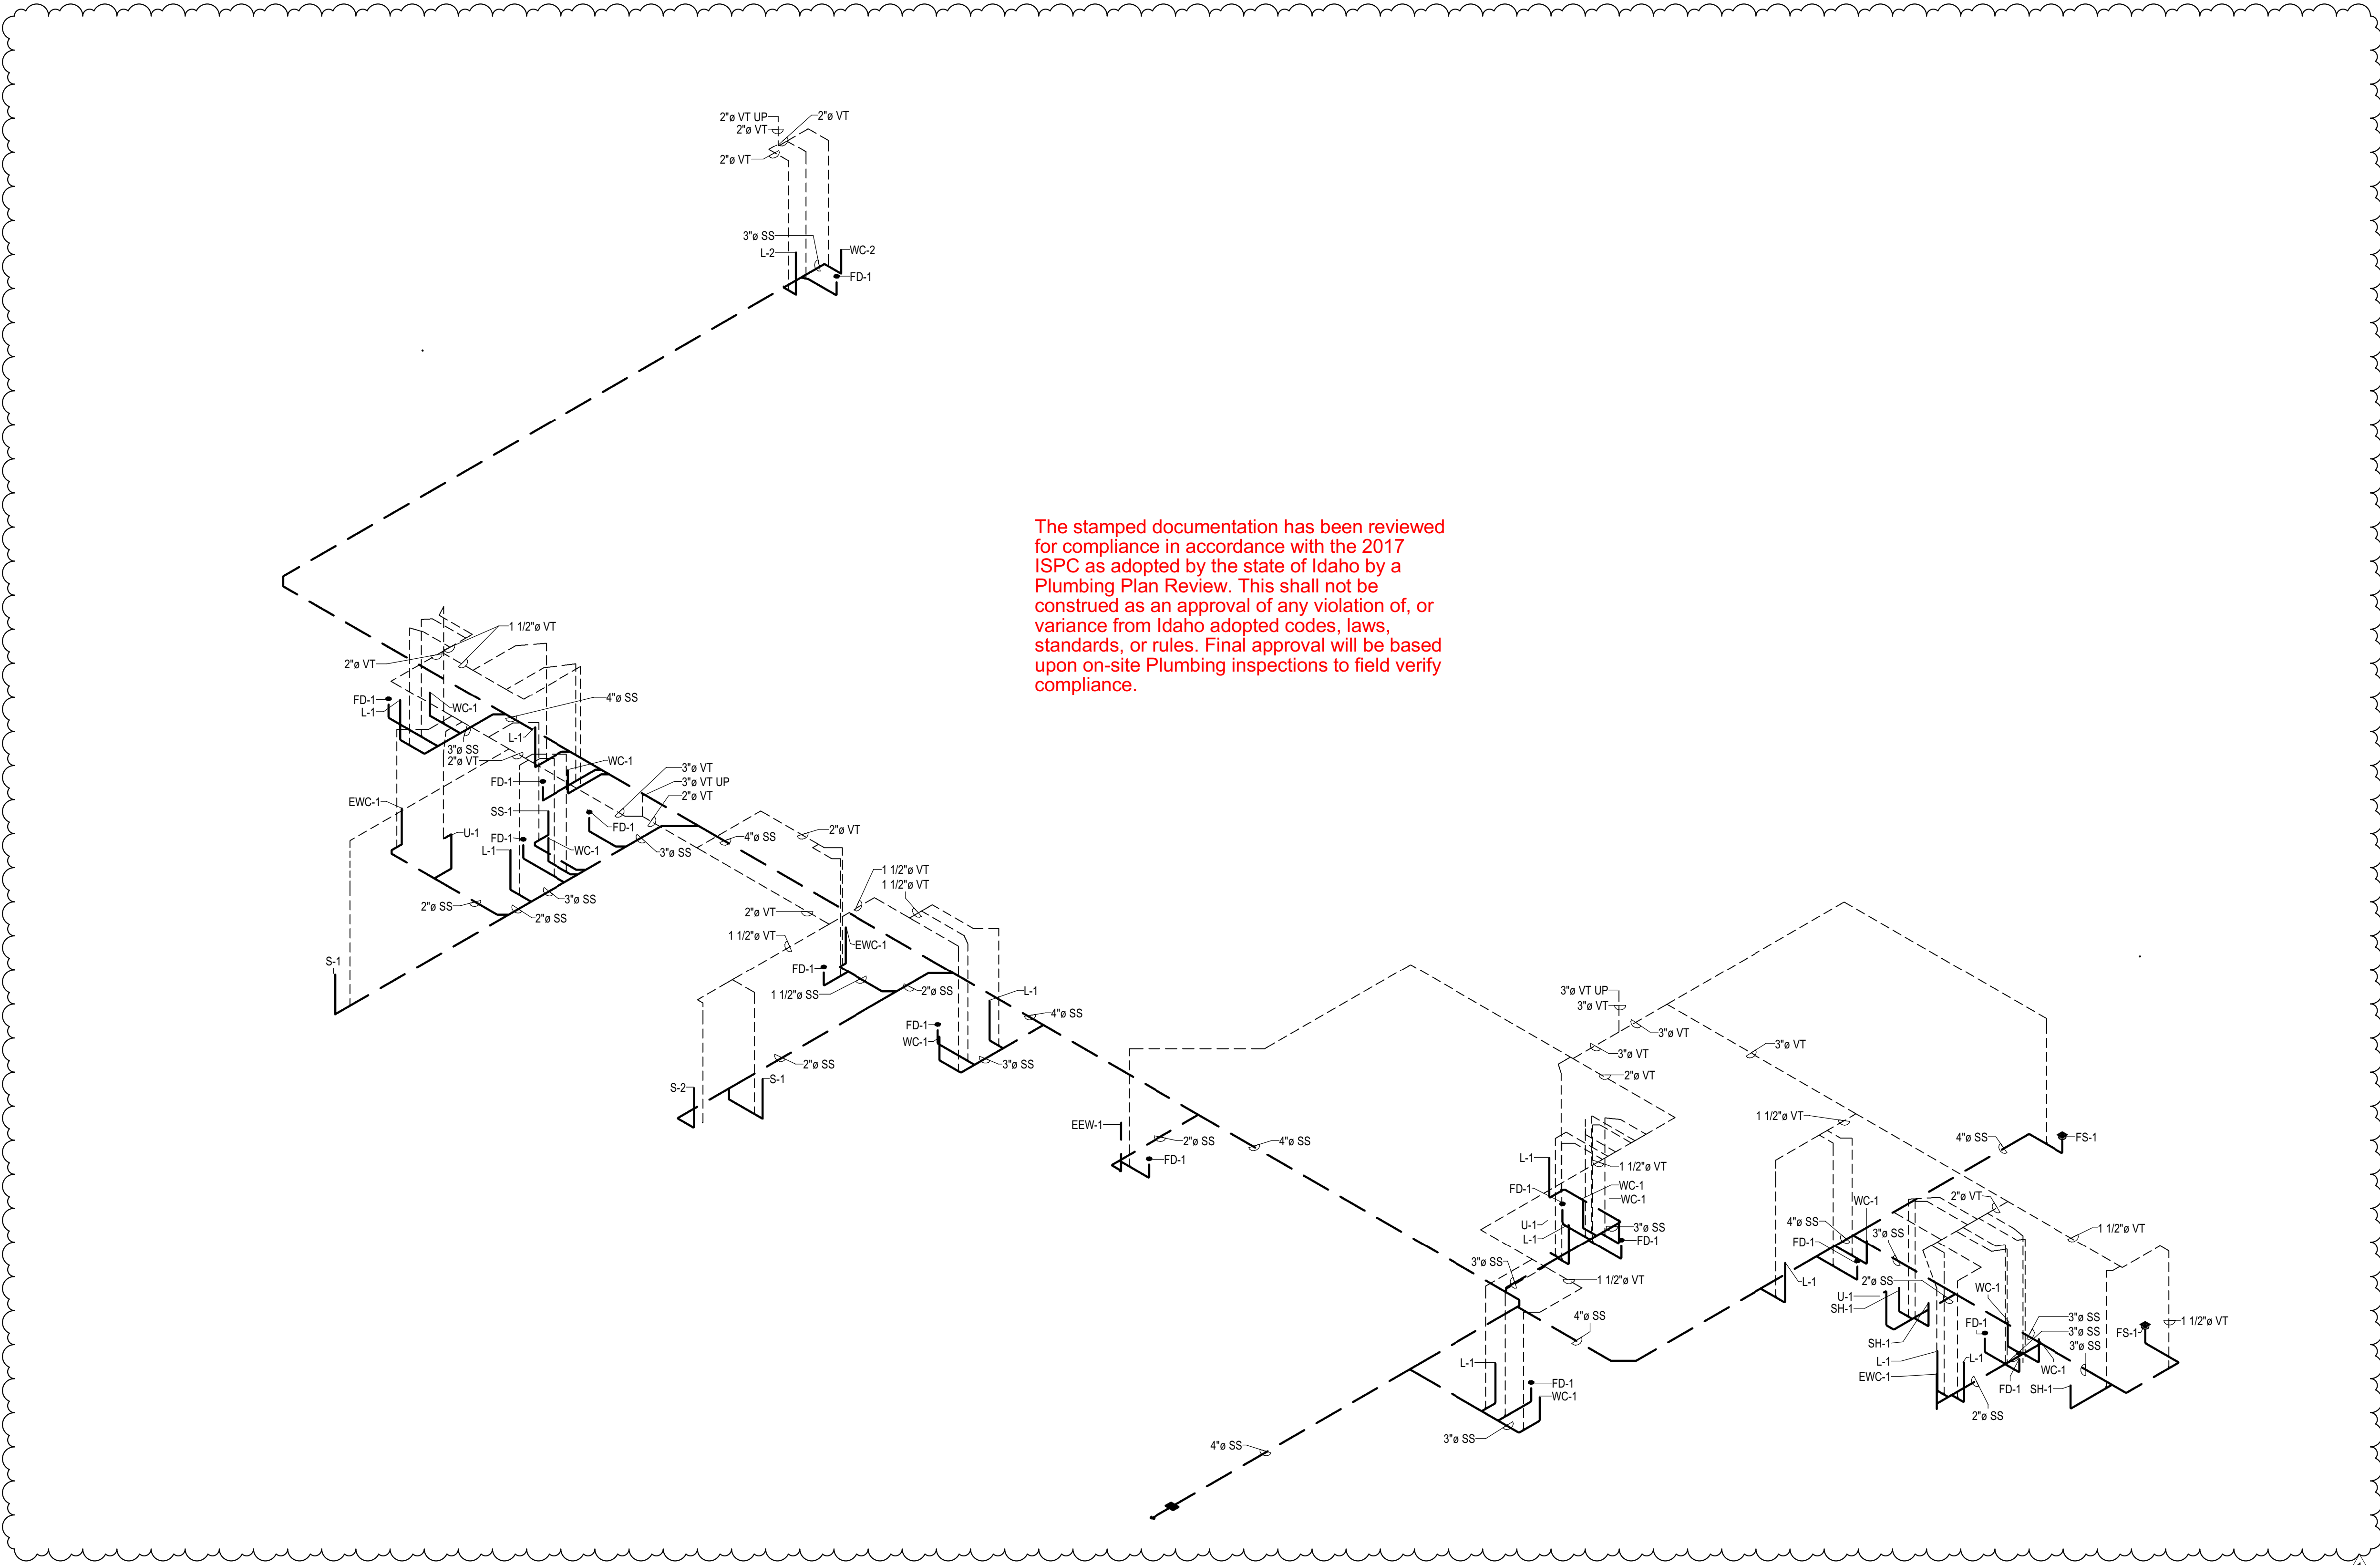 2"ø VT UP
2"ø VT
2"ø VT
2"ø VT
3"ø SS
L-2
WC-2
FD-1
The stamped documentation has been reviewed
for compliance in accordance with the 2017
ISPC as adopted by the state of Idaho by a
Plumbing Plan Review. This shall not be
construed as an approval of any violation of, or
variance from Idaho adopted codes, laws,
standards, or rules. Final approval will be based
upon on-site Plumbing inspections to field verify
compliance.
1 1/2"ø VT
2"ø VT
FD-1
L-1
WC-1
4"ø SS
L-1
3"ø SS
2"ø VT
WC-1
3"ø VT
3"ø VT UP
2"ø VT
FD-1
EWC-1
SS-1
FD-1
U-1
FD-1
L-1
WC-1
4"ø SS
2"ø VT
3"ø SS
3"ø SS
2"ø SS
2"ø SS
1 1/2"ø VT
1 1/2"ø VT
2"ø VT
1 1/2"ø VT
EWC-1
S-1
FD-1
1 1/2"ø SS
2"ø SS
L-1
4"ø SS
FD-1
WC-1
3"ø SS
2"ø SS
S-2
S-1
EEW-1
2"ø SS
FD-1
4"ø SS
3"ø VT UP
3"ø VT
3"ø VT
3"ø VT
3"ø VT
2"ø VT
1 1/2"ø VT
4"ø SS
FS-1
L-1
1 1/2"ø VT
FD-1
WC-1
WC-1
U-1
L-1
3"ø SS
FD-1
3"ø SS
1 1/2"ø VT
4"ø SS
WC-1
4"ø SS
3"ø SS
FD-1
2"ø VT
1 1/2"ø VT
L-1
2"ø SS
U-1
SH-1
WC-1
SH-1
FD-1
3"ø SS
3"ø SS
3"ø SS
FS-1
1 1/2"ø VT
L-1
EWC-1
L-1
WC-1
FD-1
SH-1
2"ø SS
L-1
FD-1
WC-1
3"ø SS
4"ø SS